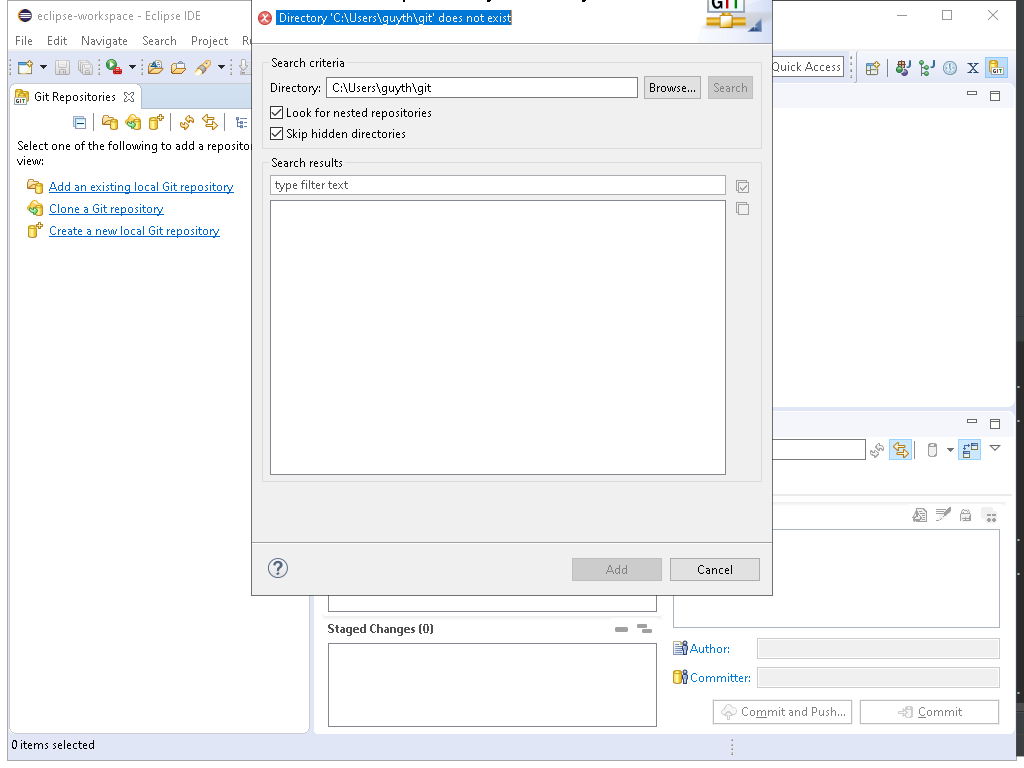 eclipse-workspace - Eclipse IDE
File Edit Navigate Search Project
Directory 'C:\Users\guyth\git' does not exist
GIT
Quick Access
GIT
Search criteria
Directory: C:\Users\guyth\git Browse... Search
Look for nested repositories
Skip hidden directories
Git Repositories
Select one of the following to add a
view:
Add an existing local Git repository
Clone a Git repository
Create a new local Git repository
Search results
type filter text
Add Cancel
Staged Changes (0)
Author:
Committer:
Commit and Push... Commit
0 items selected